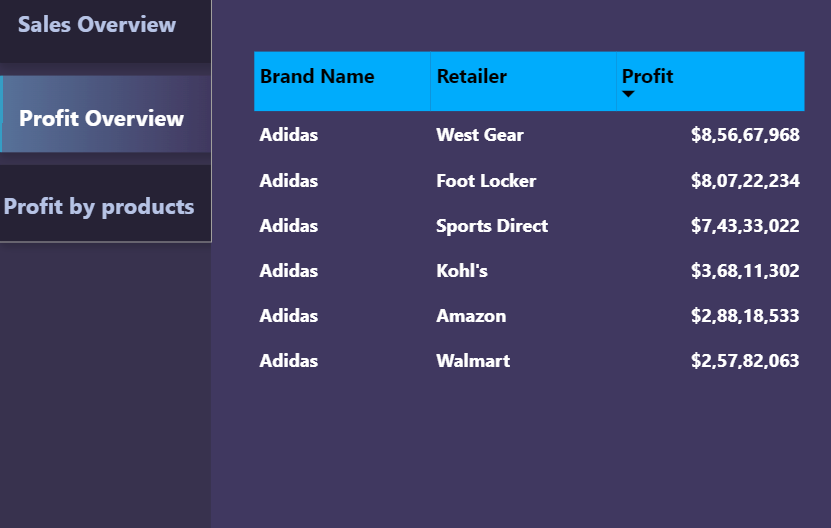 Sales Overview
Profit Overview
Profit by products
Brand Name Retailer Profit
Adidas West Gear $8,56,67,968
Adidas Foot Locker $8,07,22,234
Adidas Sports Direct $7,43,33,022
Adidas Kohl's $3,68,11,302
Adidas Amazon $2,88,18,533
Adidas Walmart $2,57,82,063